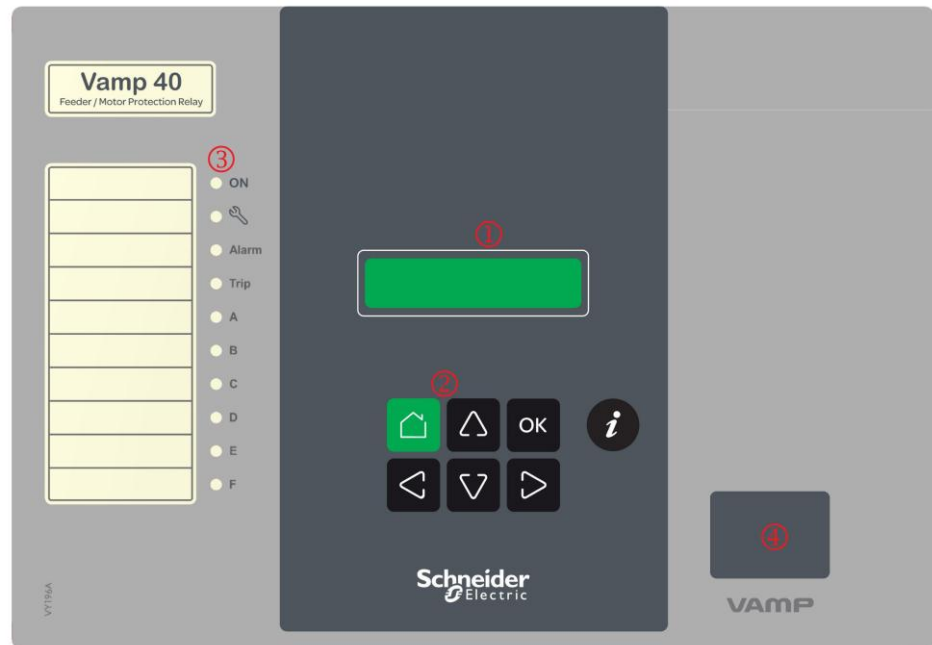 Vamp 40
Feeder / Motor Protection Relay
③
ON
Alarm
Trip
A
B
C
D
E
F
①
②
OK
i
Schneider
Electric
④
VAMP
VY196A